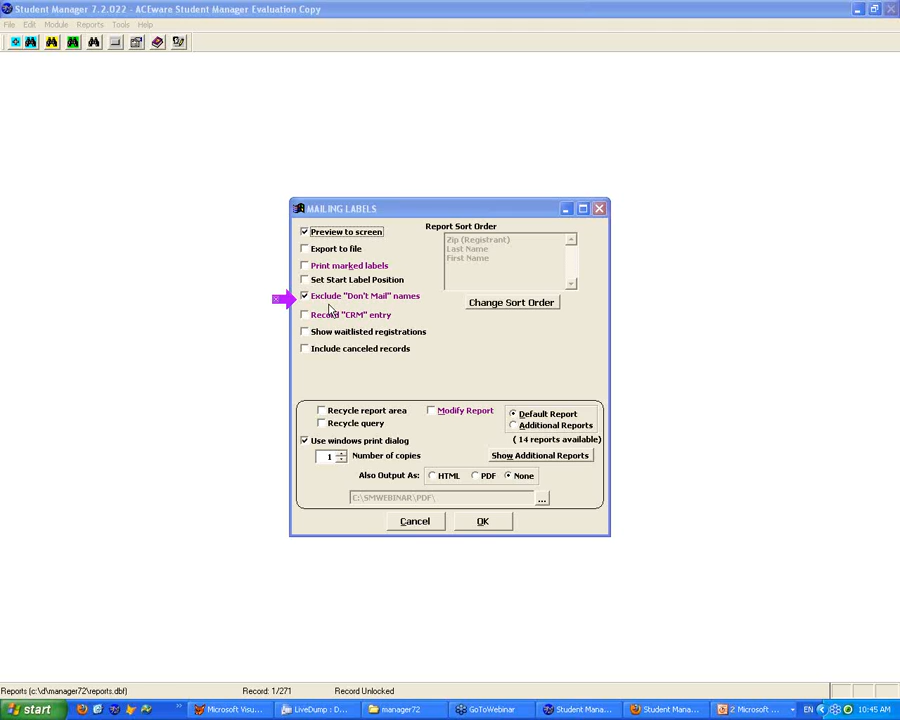 Student Manager 7.2.022 - ACEware Student Manager Evaluation Copy
File Edit Module Reports Tools Help
MAILING LABELS
Preview to screen
Export to file
Print marked labels
Set Start Label Position
Exclude "Don't Mail" names
Record "CRM" entry
Show waitlisted registrations
Include canceled records
Report Sort Order
Zip (Registrant)
Last Name
First Name
Change Sort Order
Recycle report area
Recycle query
Modify Report
Default Report
Additional Reports
( 14 reports available)
Use windows print dialog
1 Number of copies
Show Additional Reports
Also Output As: HTML PDF None
C:\SMWEBINAR\PDF\
...
Cancel OK
Reports (c:\d\manager72\reports.dbf) Record: 1/271 Record Unlocked
start Microsoft Visu... LiveDump : D... manager72 GoToWebinar Student Mana... Student Mana... 2 Microsoft ... EN 10:45 AM